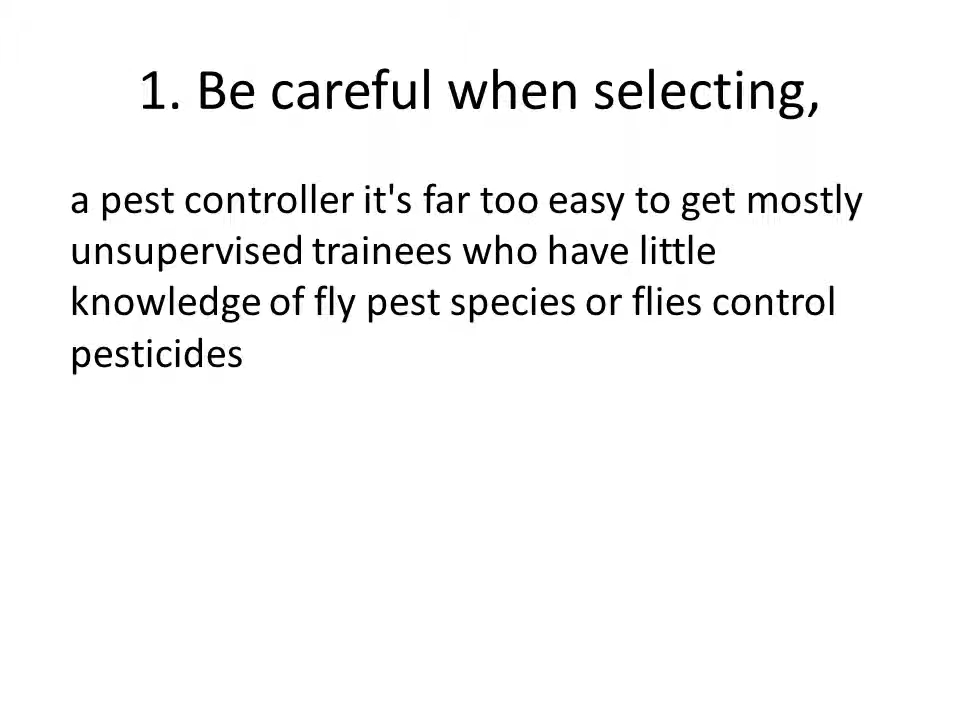 1. Be careful when selecting,
a pest controller it's far too easy to get mostly
unsupervised trainees who have little
knowledge of fly pest species or flies control
pesticides